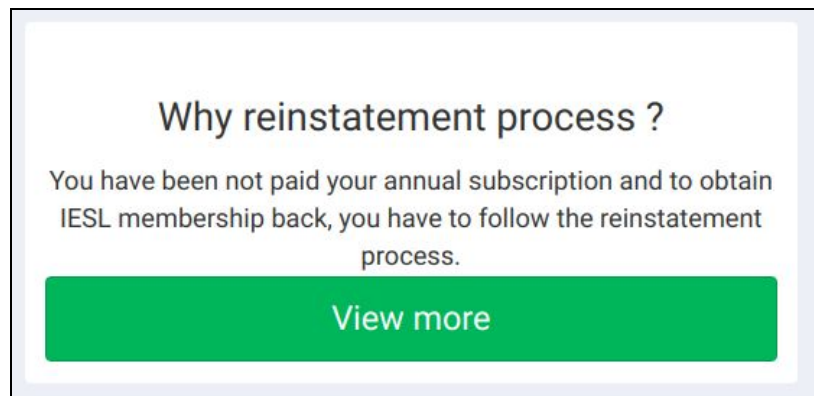 Why reinstatement process ?
You have been not paid your annual subscription and to obtain
IESL membership back, you have to follow the reinstatement
process.
View more